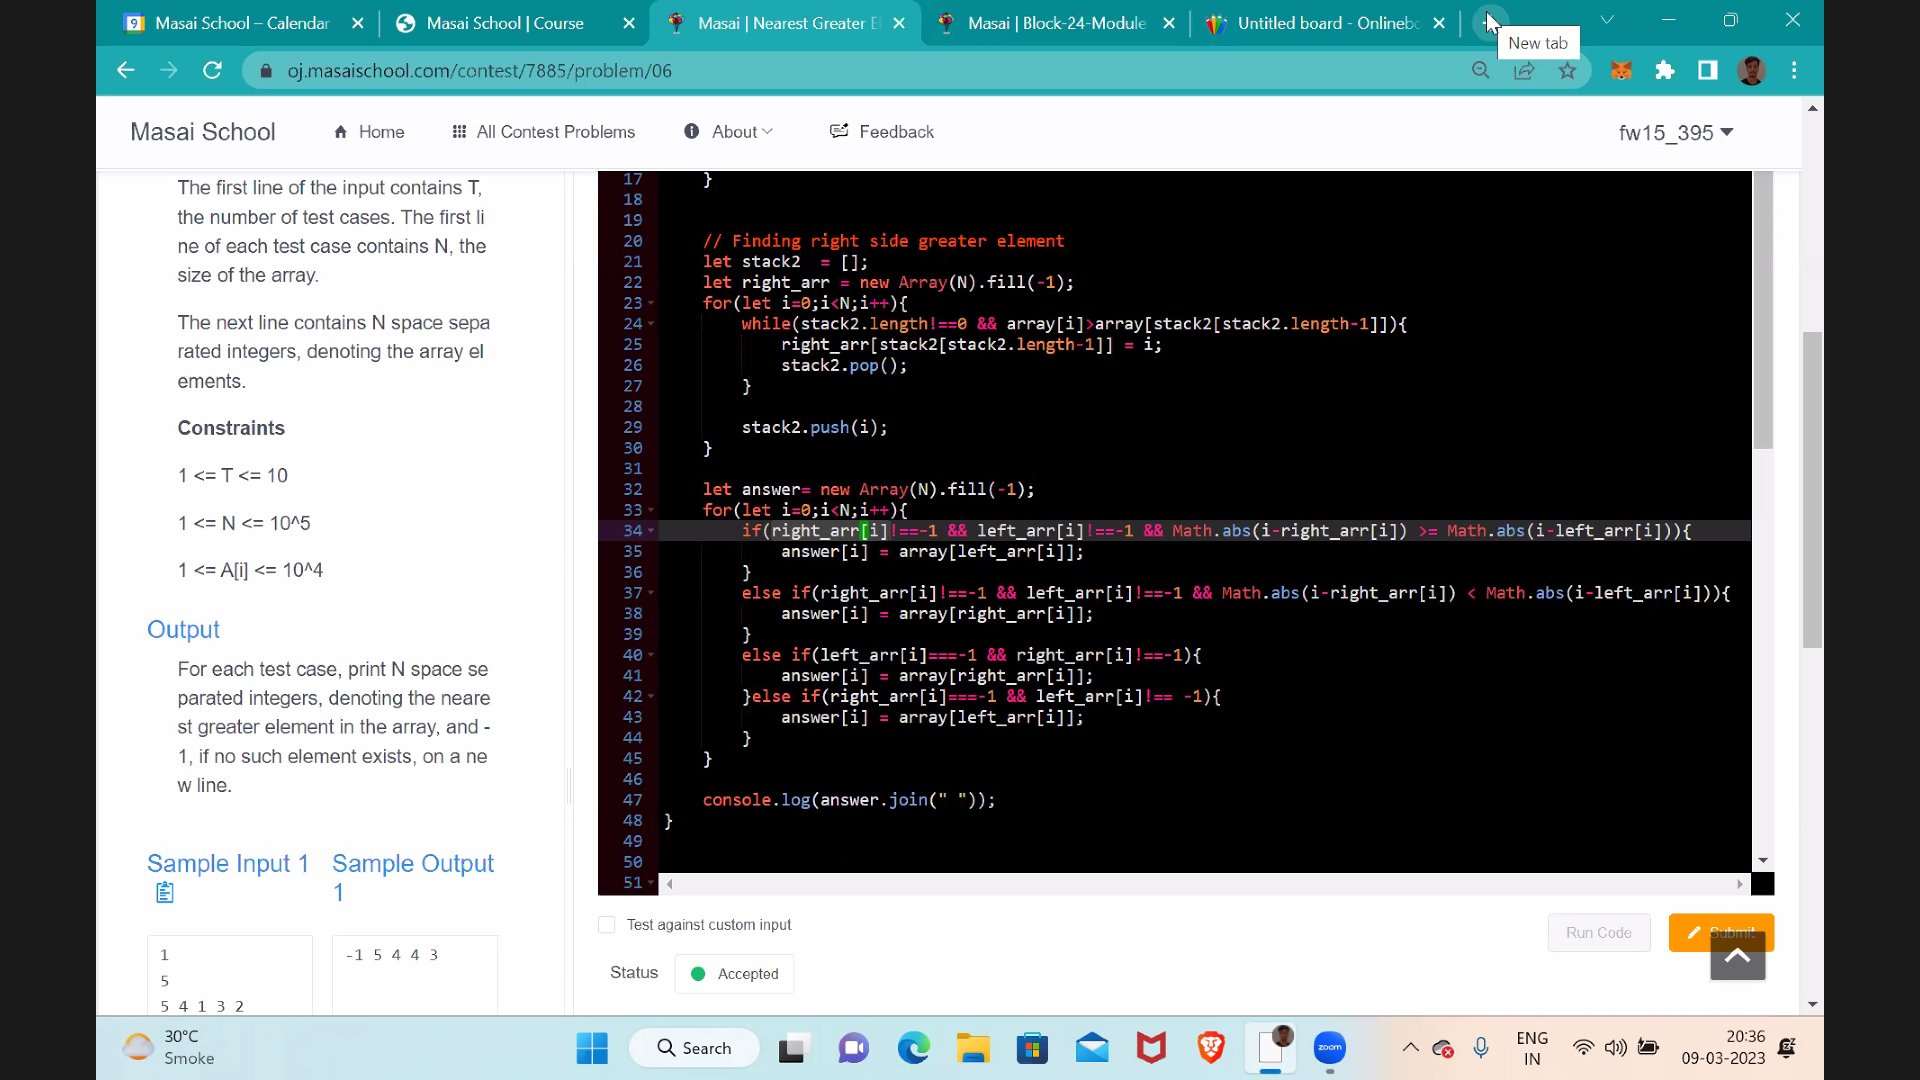 Masai School – Calendar
Masai School | Course
Masai | Nearest Greater El
Masai | Block-24-Module
Untitled board - Onlinebo
New tab
oj.masaischool.com/contest/7885/problem/06
Masai School
Home
All Contest Problems
About
Feedback
fw15_395
The first line of the input contains T,
the number of test cases. The first li
ne of each test case contains N, the
size of the array.
The next line contains N space sepa
rated integers, denoting the array el
ements.
Constraints
1 <= T <= 10
1 <= N <= 10^5
1 <= A[i] <= 10^4
Output
For each test case, print N space se
parated integers, denoting the neare
st greater element in the array, and -
1, if no such element exists, on a ne
w line.
Sample Input 1
Sample Output
1
1
5
5 4 1 3 2
-1 5 4 4 3
17 }
18
19
20 // Finding right side greater element
21 let stack2  = [];
22 let right_arr = new Array(N).fill(-1);
23 for(let i=0;i<N;i++){
24 while(stack2.length!==0 && array[i]>array[stack2[stack2.length-1]]){
25 right_arr[stack2[stack2.length-1]] = i;
26 stack2.pop();
27 }
28
29 stack2.push(i);
30 }
31
32 let answer= new Array(N).fill(-1);
33 for(let i=0;i<N;i++){
34 if(right_arr[i]!==-1 && left_arr[i]!==-1 && Math.abs(i-right_arr[i]) >= Math.abs(i-left_arr[i])){
35 answer[i] = array[left_arr[i]];
36 }
37 else if(right_arr[i]!==-1 && left_arr[i]!==-1 && Math.abs(i-right_arr[i]) < Math.abs(i-left_arr[i])){
38 answer[i] = array[right_arr[i]];
39 }
40 else if(left_arr[i]===-1 && right_arr[i]!==-1){
41 answer[i] = array[right_arr[i]];
42 }else if(right_arr[i]===-1 && left_arr[i]!== -1){
43 answer[i] = array[left_arr[i]];
44 }
45 }
46
47 console.log(answer.join(" "));
48 }
49
50
51
Test against custom input
Run Code
Submit
Status
Accepted
30°C
Smoke
Search
zoom
ENG
IN
20:36
09-03-2023